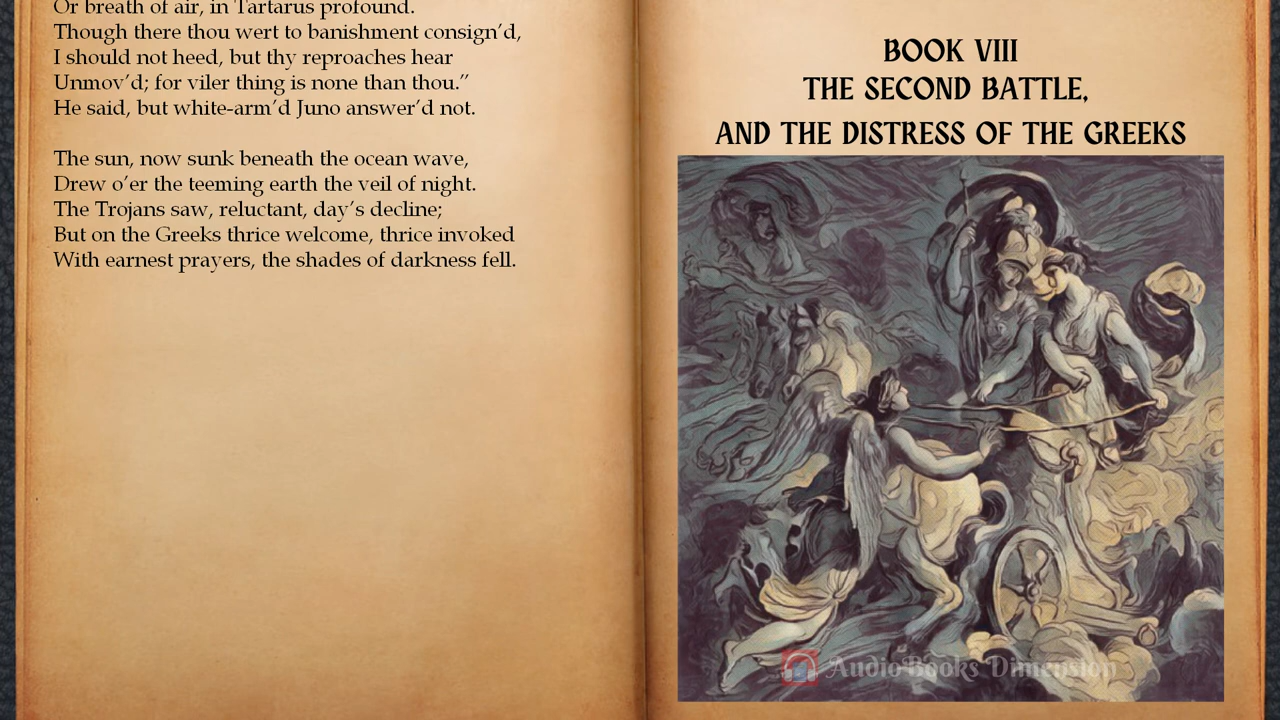 Or breath of air, in Tartarus profound.
Though there thou wert to banishment consign’d,
I should not heed, but thy reproaches hear
Unmov’d; for viler thing is none than thou.”
He said, but white-arm’d Juno answer’d not.
The sun, now sunk beneath the ocean wave,
Drew o’er the teeming earth the veil of night.
The Trojans saw, reluctant, day’s decline;
But on the Greeks thrice welcome, thrice invoked
With earnest prayers, the shades of darkness fell.
BOOK VIII
THE SECOND BATTLE,
AND THE DISTRESS OF THE GREEKS
AudioBooks Dimension